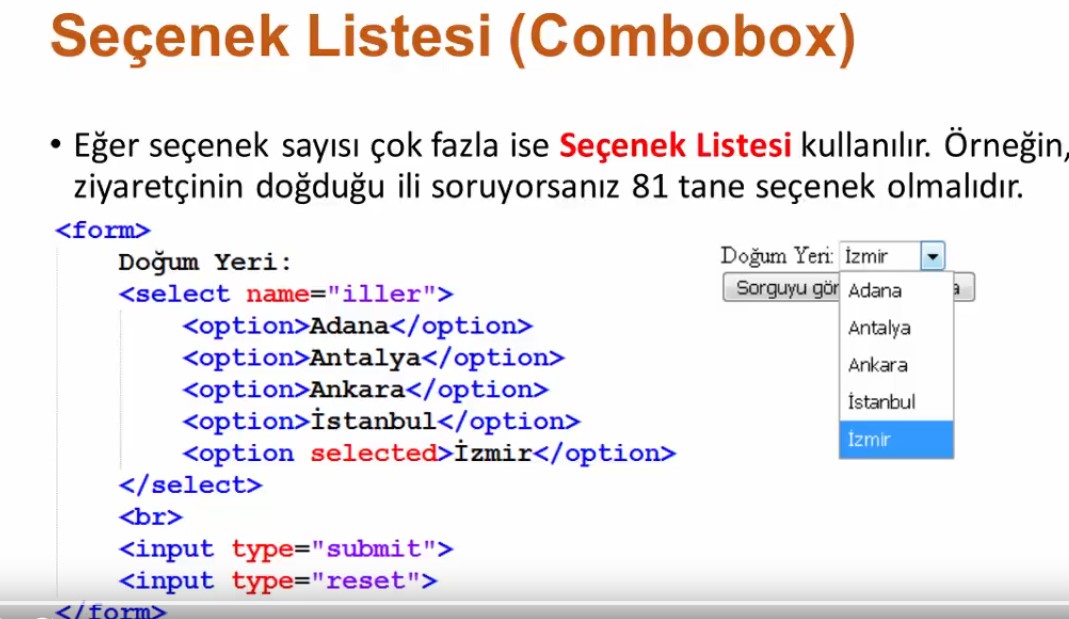 Seçenek Listesi (Combobox)
• Eğer seçenek sayısı çok fazla ise Seçenek Listesi kullanılır. Örneğin,
ziyaretçinin doğduğu ili soruyorsanız 81 tane seçenek olmalıdır.
<form>
Doğum Yeri:
<select name="iller">
<option>Adana</option>
<option>Antalya</option>
<option>Ankara</option>
<option>İstanbul</option>
<option selected>İzmir</option>
</select>
<br>
<input type="submit">
<input type="reset">
</form>
Doğum Yeri: İzmir
Sorguyu gör
Adana
Antalya
Ankara
İstanbul
İzmir